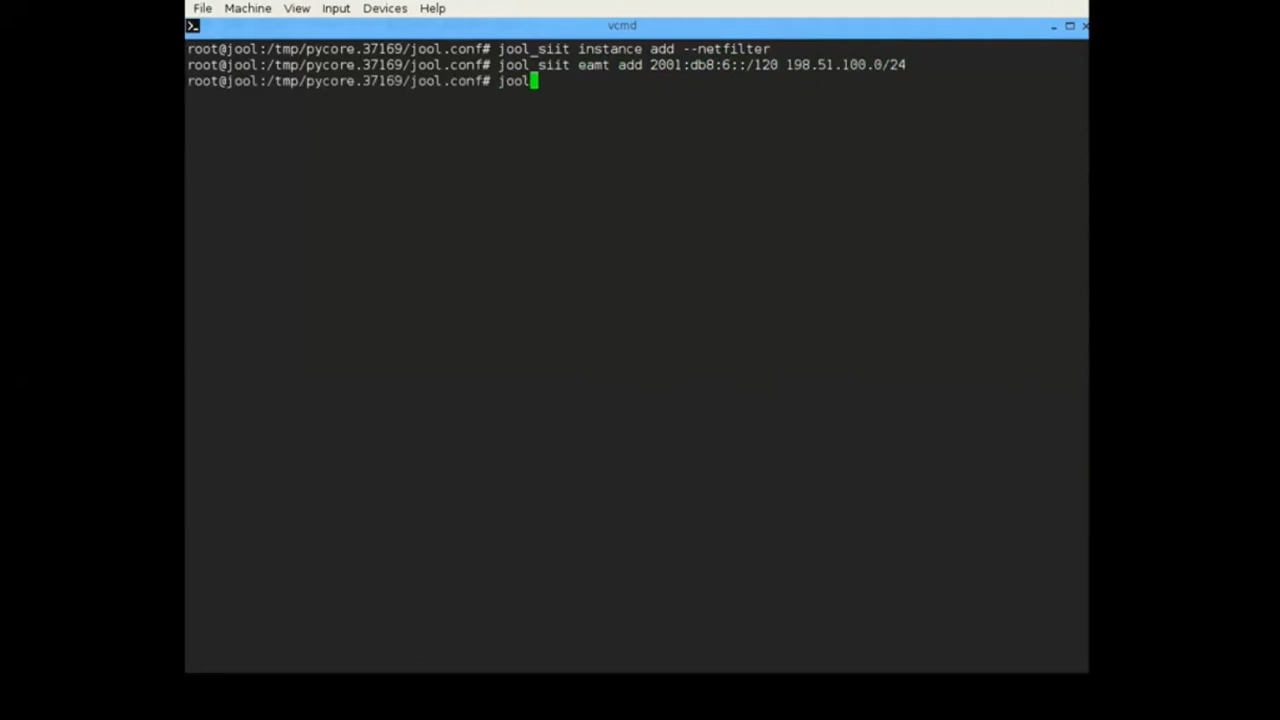 File Machine View Input Devices Help
vcmd
root@jool:/tmp/pycore.37169/jool.conf# jool_siit instance add --netfilter
root@jool:/tmp/pycore.37169/jool.conf# jool_siit eamt add 2001:db8:6::/120 198.51.100.0/24
root@jool:/tmp/pycore.37169/jool.conf# jool